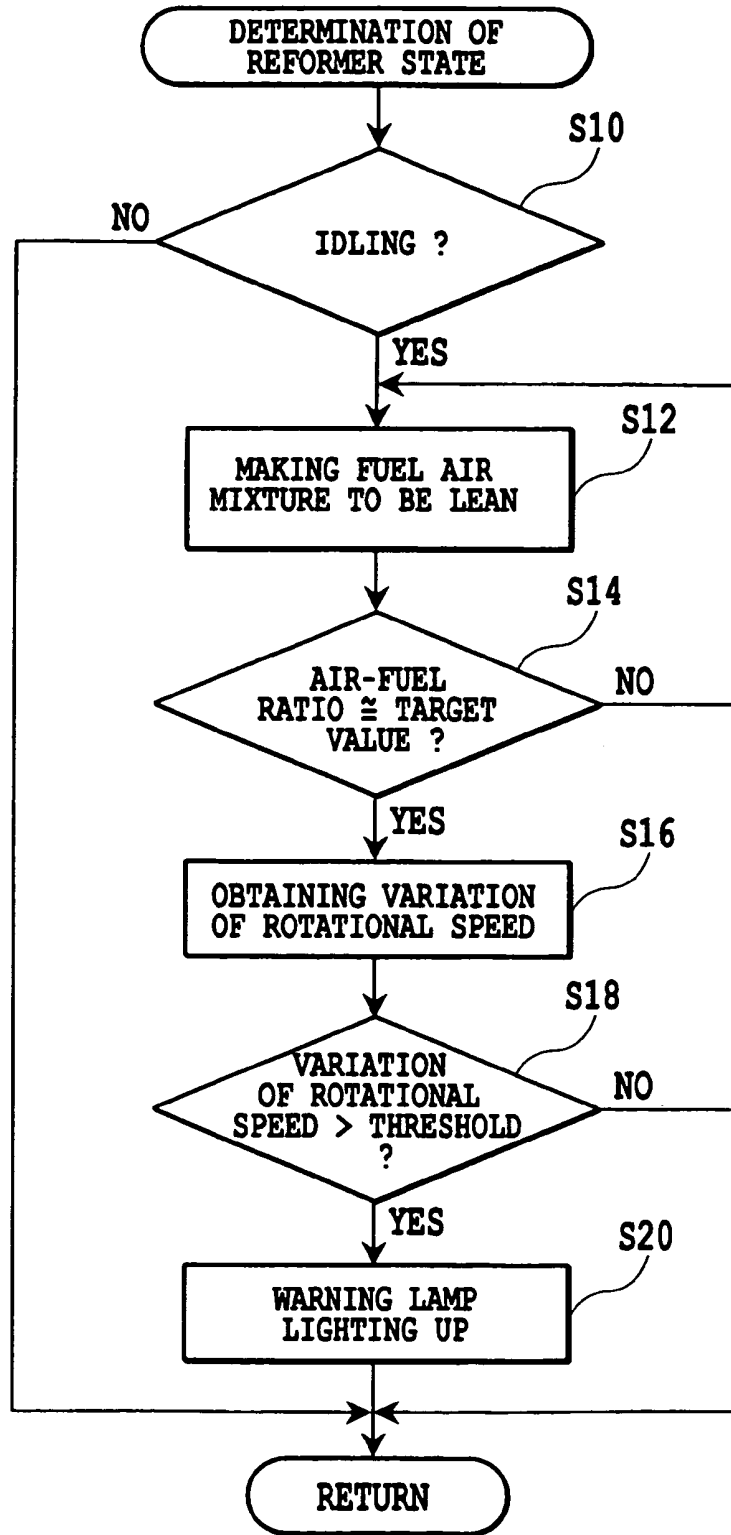 DETERMINATION OF
REFORMER STATE
S10
NO
IDLING ?
YES
S12
MAKING FUEL AIR
MIXTURE TO BE LEAN
S14
AIR-FUEL
RATIO ≅ TARGET
VALUE ?
NO
YES
S16
OBTAINING VARIATION
OF ROTATIONAL SPEED
S18
VARIATION
OF ROTATIONAL
SPEED > THRESHOLD
?
NO
YES
S20
WARNING LAMP
LIGHTING UP
RETURN